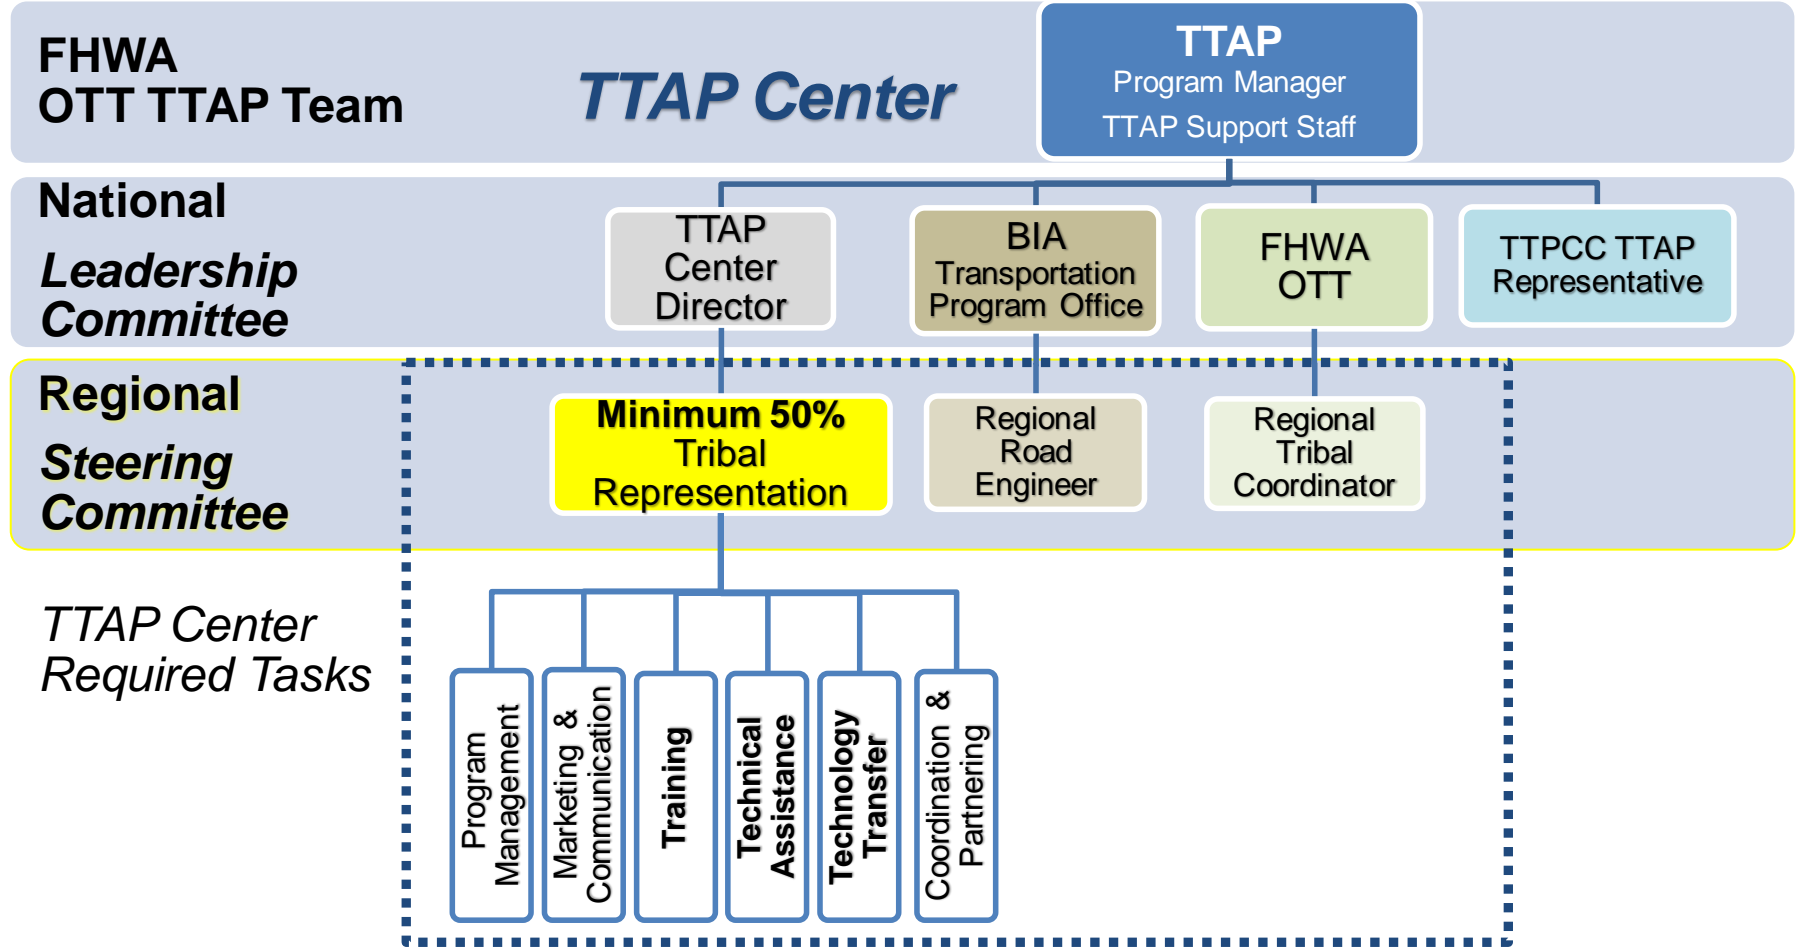 FHWA
OTT TTAP Team
TTAP Center
TTAP
Program Manager
TTAP Support Staff
National
Leadership
Committee
TTAP
Center
Director
BIA
Transportation
Program Office
FHWA
OTT
TTPCC TTAP
Representative
Regional
Steering
Committee
Minimum 50%
Tribal
Representation
Regional
Road
Engineer
Regional
Tribal
Coordinator
TTAP Center
Required Tasks
Program
Management
Marketing &
Communication
Training
Technical
Assistance
Technology
Transfer
Coordination &
Partnering